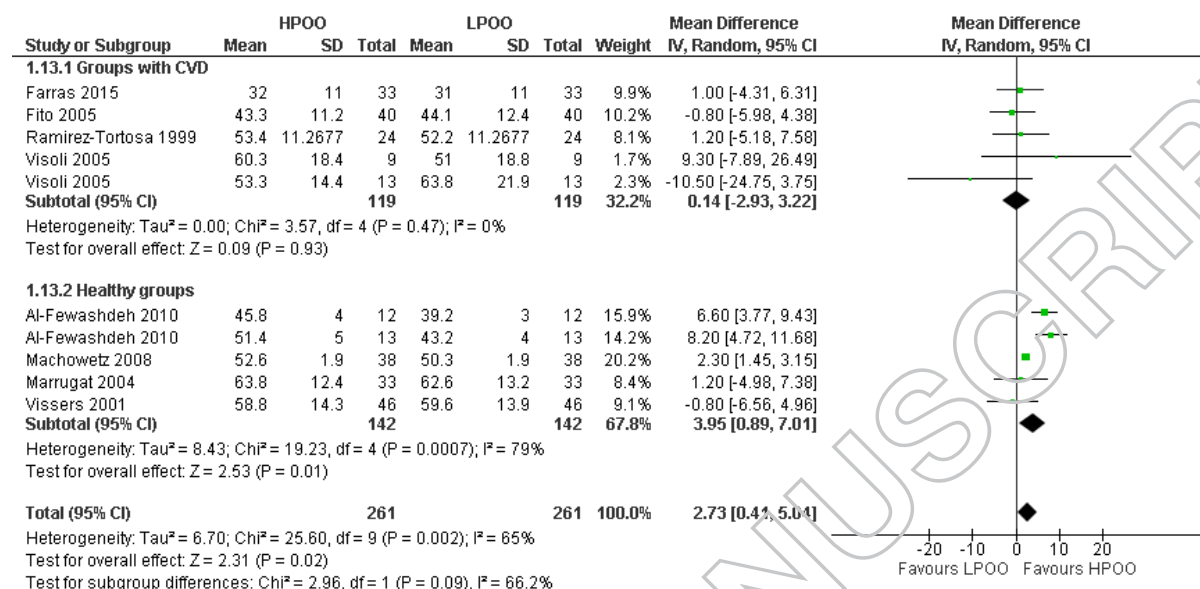 HPOO LPOO Mean Difference Mean Difference
Study or Subgroup Mean SD Total Mean SD Total Weight IV, Random, 95% CI IV, Random, 95% CI
1.13.1 Groups with CVD
Farras 2015 32 11 33 31 11 33 9.9% 1.00 [-4.31, 6.31]
Fito 2005 43.3 11.2 40 44.1 12.4 40 10.2% -0.80 [-5.98, 4.38]
Ramirez-Tortosa 1999 53.4 11.2677 24 52.2 11.2677 24 8.1% 1.20 [-5.18, 7.58]
Visoli 2005 60.3 18.4 9 51 18.8 9 1.7% 9.30 [-7.89, 26.49]
Visoli 2005 53.3 14.4 13 63.8 21.9 13 2.3% -10.50 [-24.75, 3.75]
Subtotal (95% CI) 119 119 32.2% 0.14 [-2.93, 3.22]
Heterogeneity: Tau² = 0.00; Chi² = 3.57, df = 4 (P = 0.47); I² = 0%
Test for overall effect: Z = 0.09 (P = 0.93)
1.13.2 Healthy groups
Al-Fewashdeh 2010 45.8 4 12 39.2 3 12 15.9% 6.60 [3.77, 9.43]
Al-Fewashdeh 2010 51.4 5 13 43.2 4 13 14.2% 8.20 [4.72, 11.68]
Machowetz 2008 52.6 1.9 38 50.3 1.9 38 20.2% 2.30 [1.45, 3.15]
Marrugat 2004 63.8 12.4 33 62.6 13.2 33 8.4% 1.20 [-4.98, 7.38]
Vissers 2001 58.8 14.3 46 59.6 13.9 46 9.1% -0.80 [-6.56, 4.96]
Subtotal (95% CI) 142 142 67.8% 3.95 [0.89, 7.01]
Heterogeneity: Tau² = 8.43; Chi² = 19.23, df = 4 (P = 0.0007); I² = 79%
Test for overall effect: Z = 2.53 (P = 0.01)
Total (95% CI) 261 261 100.0% 2.73 [0.41, 5.04]
Heterogeneity: Tau² = 6.70; Chi² = 25.60, df = 9 (P = 0.002); I² = 65%
Test for overall effect: Z = 2.31 (P = 0.02)
Test for subgroup differences: Chi² = 2.96, df = 1 (P = 0.09), I² = 66.2%
-20 -10 0 10 20
Favours LPOO Favours HPOO
NUSCRIP